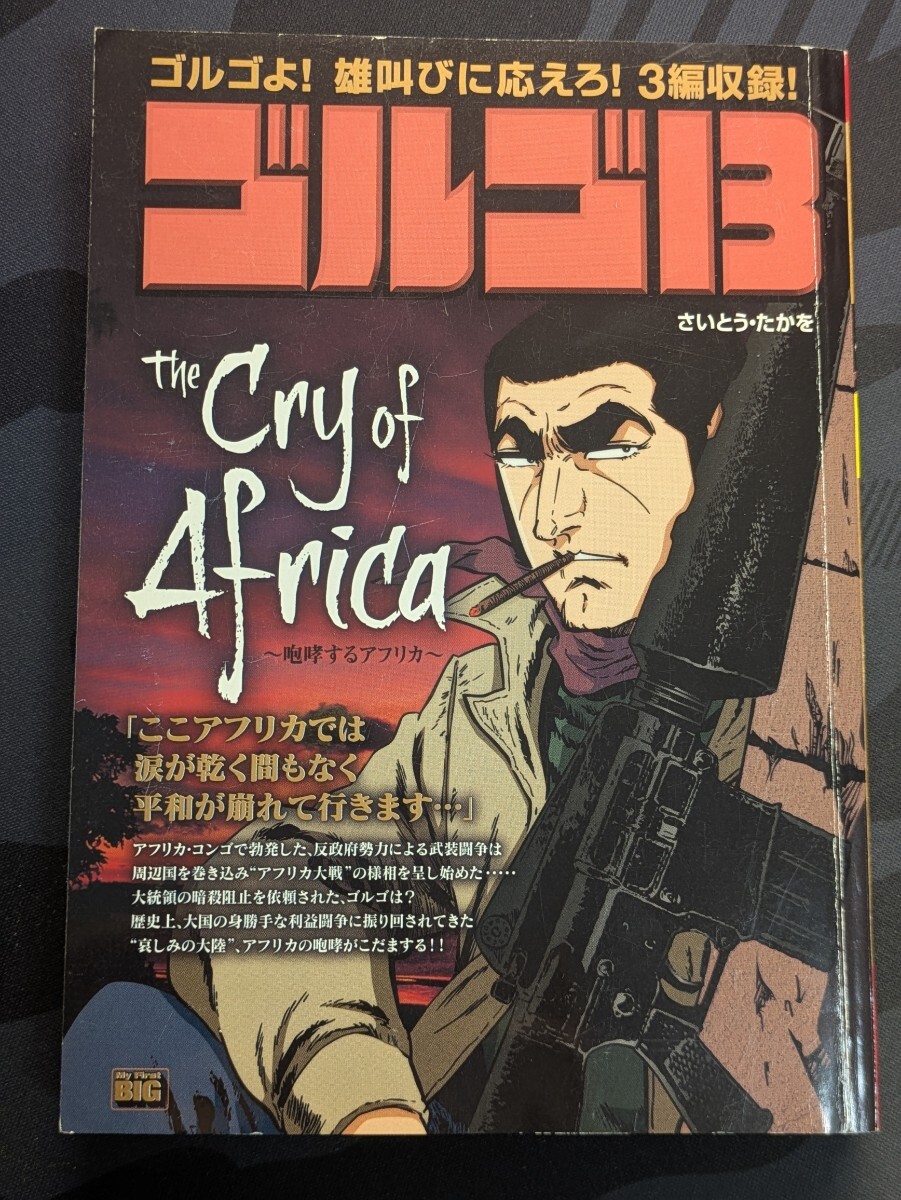 ゴルゴよ! 雄叫びに応えろ! 3編収録!
ゴルゴ13
さいとう・たかを
The
Cry of
Africa
〜咆哮するアフリカ〜
「ここアフリカでは
涙が乾く間もなく
平和が崩れて行きます…」
アフリカ・コンゴで勃発した、反政府勢力による武装闘争は
周辺国を巻き込み“アフリカ大戦”の様相を呈し始めた‥‥‥
大統領の暗殺阻止を依頼された、ゴルゴは?
歴史上、大国の身勝手な利益闘争に振り回されてきた
“哀しみの大陸”、アフリカの咆哮がこだまする!!
My First
BIG